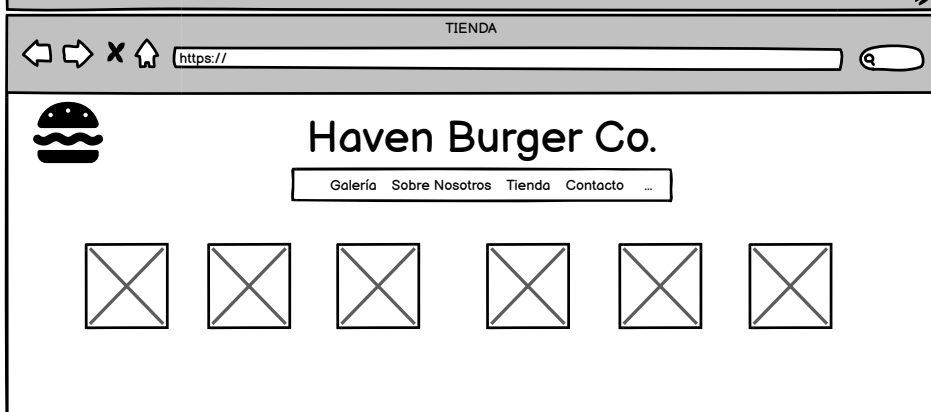 TIENDA
https://
Haven Burger Co.
Galería Sobre Nosotros Tienda Contacto ...